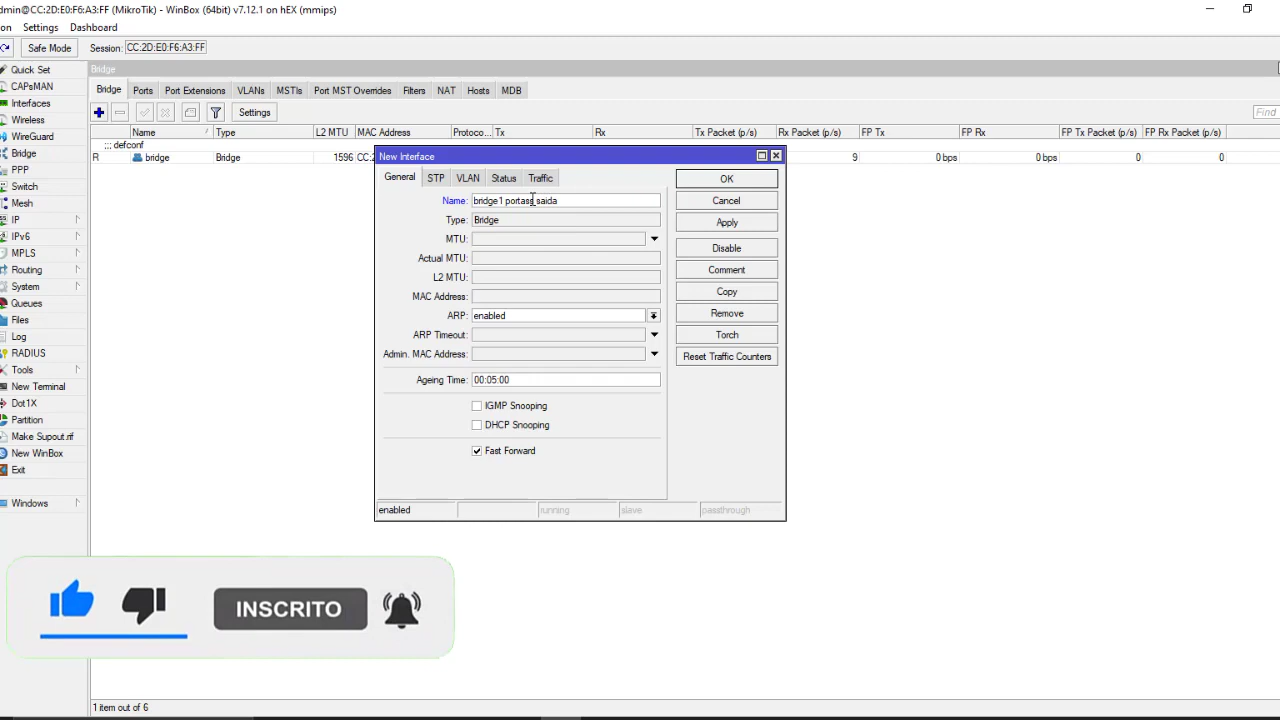 dmin@CC:2D:E0:F6:A3:FF (MikroTik) - WinBox (64bit) v7.12.1 on hEX (mmips)
on Settings Dashboard
Safe Mode Session: CC:2D:E0:F6:A3:FF
Quick Set
CAPsMAN
Interfaces
Wireless
WireGuard
Bridge
PPP
Switch
Mesh
IP
IPv6
MPLS
Routing
System
Queues
Files
Log
RADIUS
Tools
New Terminal
Dot1X
Partition
Make Supout.rif
New WinBox
Exit
Windows
Bridge
Bridge Ports Port Extensions VLANs MSTIs Port MST Overrides Filters NAT Hosts MDB
Settings
Find
Name Type L2 MTU MAC Address Protoco... Tx Rx Tx Packet (p/s) Rx Packet (p/s) FP Tx FP Rx FP Tx Packet (p/s) FP Rx Packet (p/s)
::: defconf
R bridge Bridge 1596 CC:2 9 0 bps 0 bps 0 0
New Interface
General STP VLAN Status Traffic
Name: bridge1 portass saida
Type: Bridge
MTU:
Actual MTU:
L2 MTU:
MAC Address:
ARP: enabled
ARP Timeout:
Admin. MAC Address:
Ageing Time: 00:05:00
IGMP Snooping
DHCP Snooping
Fast Forward
OK
Cancel
Apply
Disable
Comment
Copy
Remove
Torch
Reset Traffic Counters
enabled running slave passthrough
INSCRITO
1 item out of 6